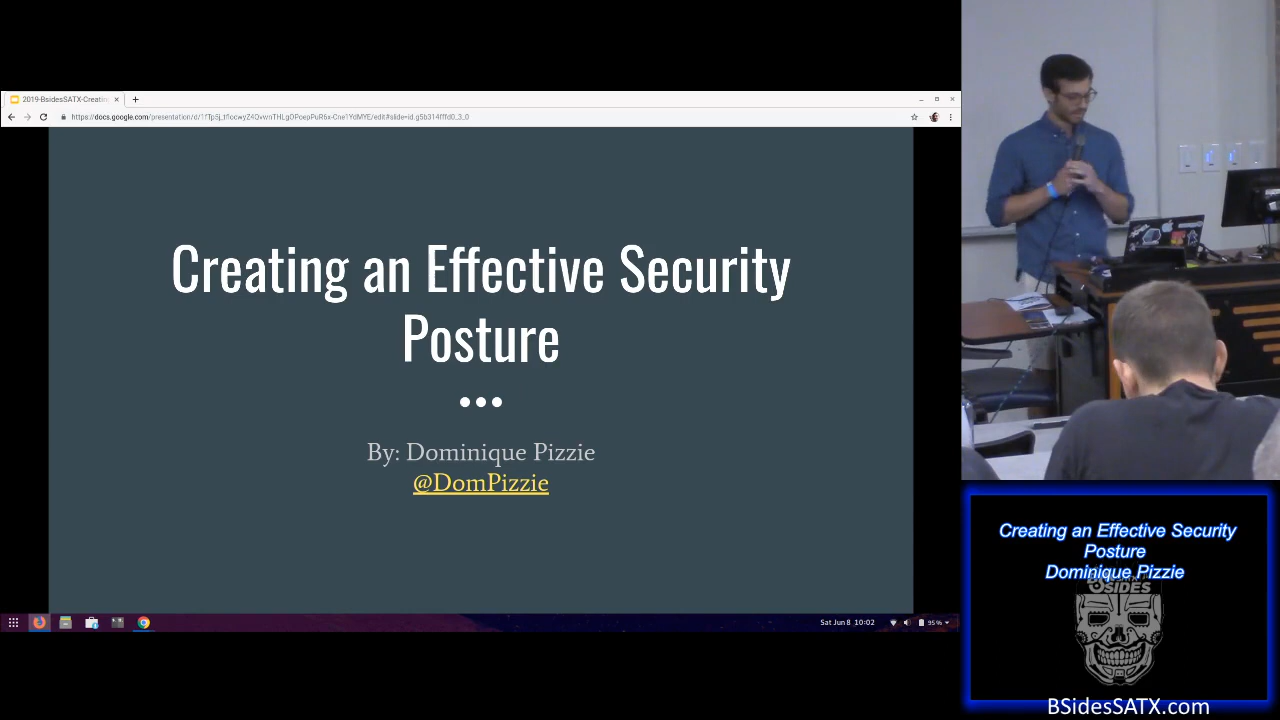 2019-BsidesSATX-Creatin
Creating an Effective Security
Posture
By: Dominique Pizzie
@DomPizzie
Sat Jun 8 10:02
95%
Creating an Effective Security
Posture
Dominique Pizzie
BSIDES
BSidesSATX.com